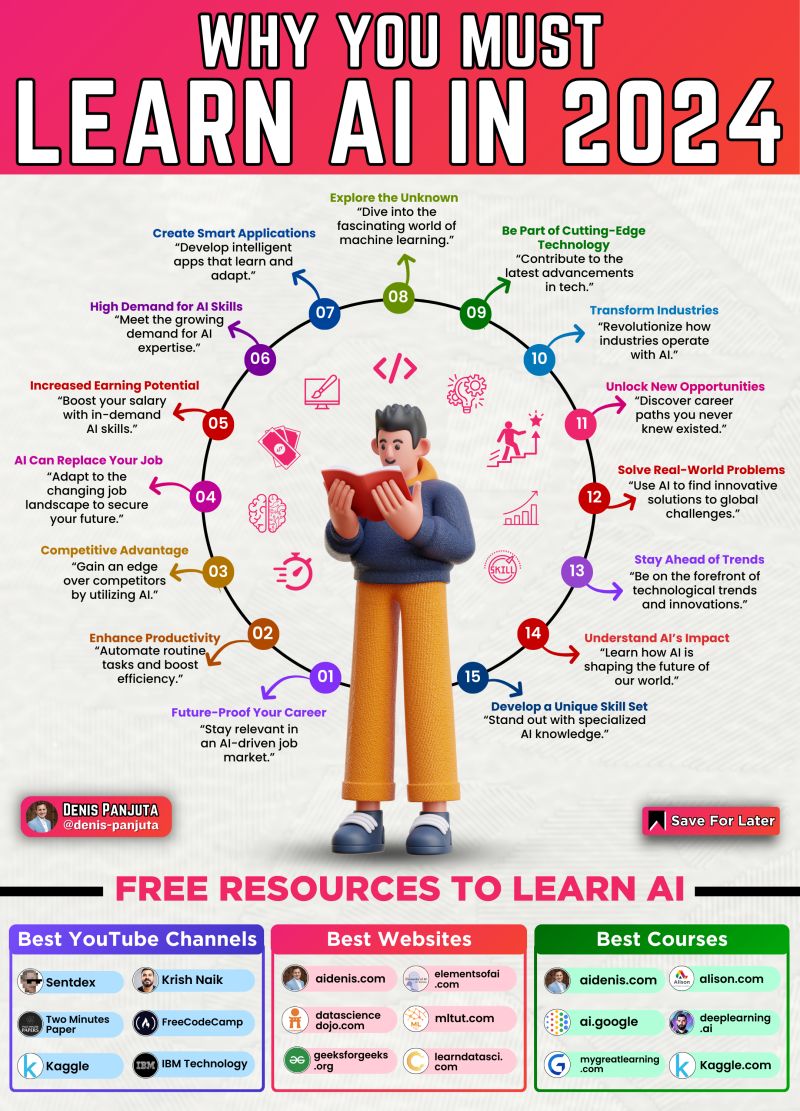 WHY YOU MUST
LEARN AI IN 2024
01
Future-Proof Your Career
“Stay relevant in
an AI-driven job
market.”
02
Enhance Productivity
“Automate routine
tasks and boost
efficiency.”
03
Competitive Advantage
“Gain an edge
over competitors
by utilizing AI.”
04
AI Can Replace Your Job
“Adapt to the
changing job
landscape to secure
your future.”
05
Increased Earning Potential
“Boost your salary
with in-demand
AI skills.”
06
High Demand for AI Skills
“Meet the growing
demand for AI
expertise.”
07
Create Smart Applications
“Develop intelligent
apps that learn and
adapt.”
08
Explore the Unknown
“Dive into the
fascinating world of
machine learning.”
09
Be Part of Cutting-Edge
Technology
“Contribute to the
latest advancements
in tech.”
10
Transform Industries
“Revolutionize how
industries operate
with AI.”
11
Unlock New Opportunities
“Discover career
paths you never
knew existed.”
12
Solve Real-World Problems
“Use AI to find innovative
solutions to global
challenges.”
13
Stay Ahead of Trends
“Be on the forefront of
technological trends
and innovations.”
14
Understand AI’s Impact
“Learn how AI is
shaping the future of
our world.”
15
Develop a Unique Skill Set
“Stand out with specialized
AI knowledge.”
</>
SKILL
DENIS PANJUTA
@denis-panjuta
Save For Later
FREE RESOURCES TO LEARN AI
Best YouTube Channels
Sentdex
Krish Naik
Two Minutes
Paper
FreeCodeCamp
Kaggle
IBM
IBM Technology
Best Websites
aidenis.com
elementsofai
.com
datascience
dojo.com
ML
mltut.com
geeksforgeeks
.org
learndatasci.
com
Best Courses
aidenis.com
Alison
alison.com
ai.google
deeplearning
.ai
mygreatlearning
.com
Kaggle.com